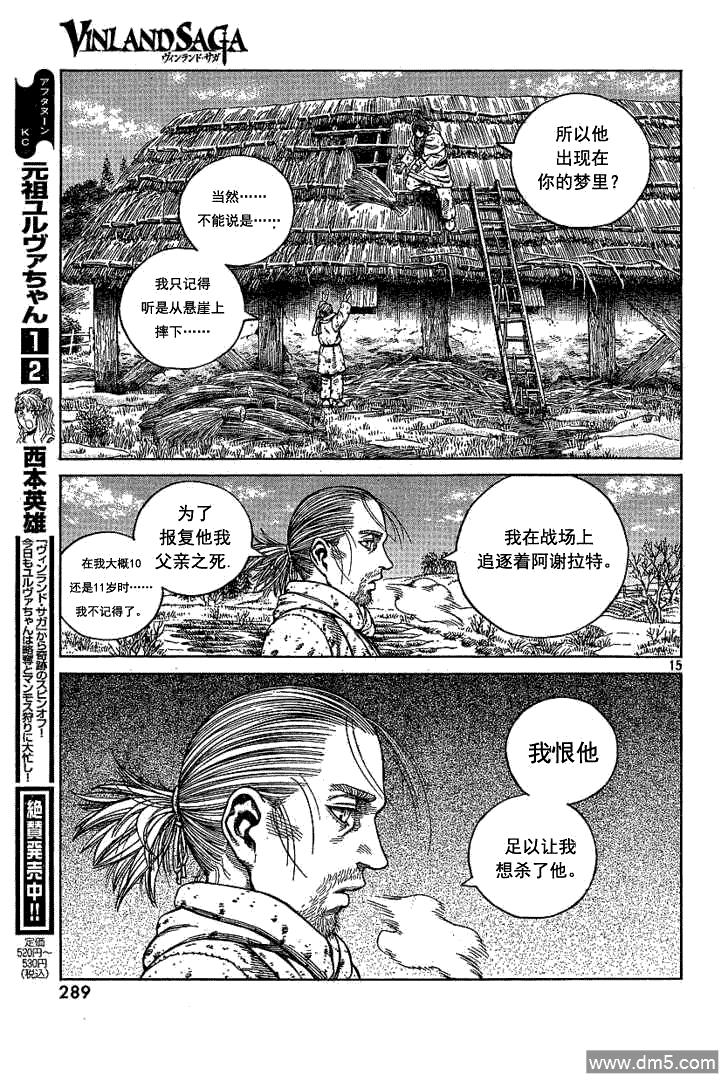 VINLAND SAGA
ヴィンランド・サガ
所以他
出现在
你的梦里？
当然……
不能说是……
我只记得
听是从悬崖上
摔下……
我在战场上
追逐着阿谢拉特。
为了
报复他我
父亲之死.
在我大概10
还是11岁时……
我不记得了。
15
我恨他
足以让我
想杀了他。
アフタヌーン
KC
元祖ユルヴァちゃん 1 2
西本英雄
「ヴィンランド・サガ」から奇跡のスピンオフ！
今日もユルヴァちゃんは略奪とマンモス狩りに大忙し！
絶賛発売中!!
定価
520円～
530円
(税込)
289
www.dm5.com